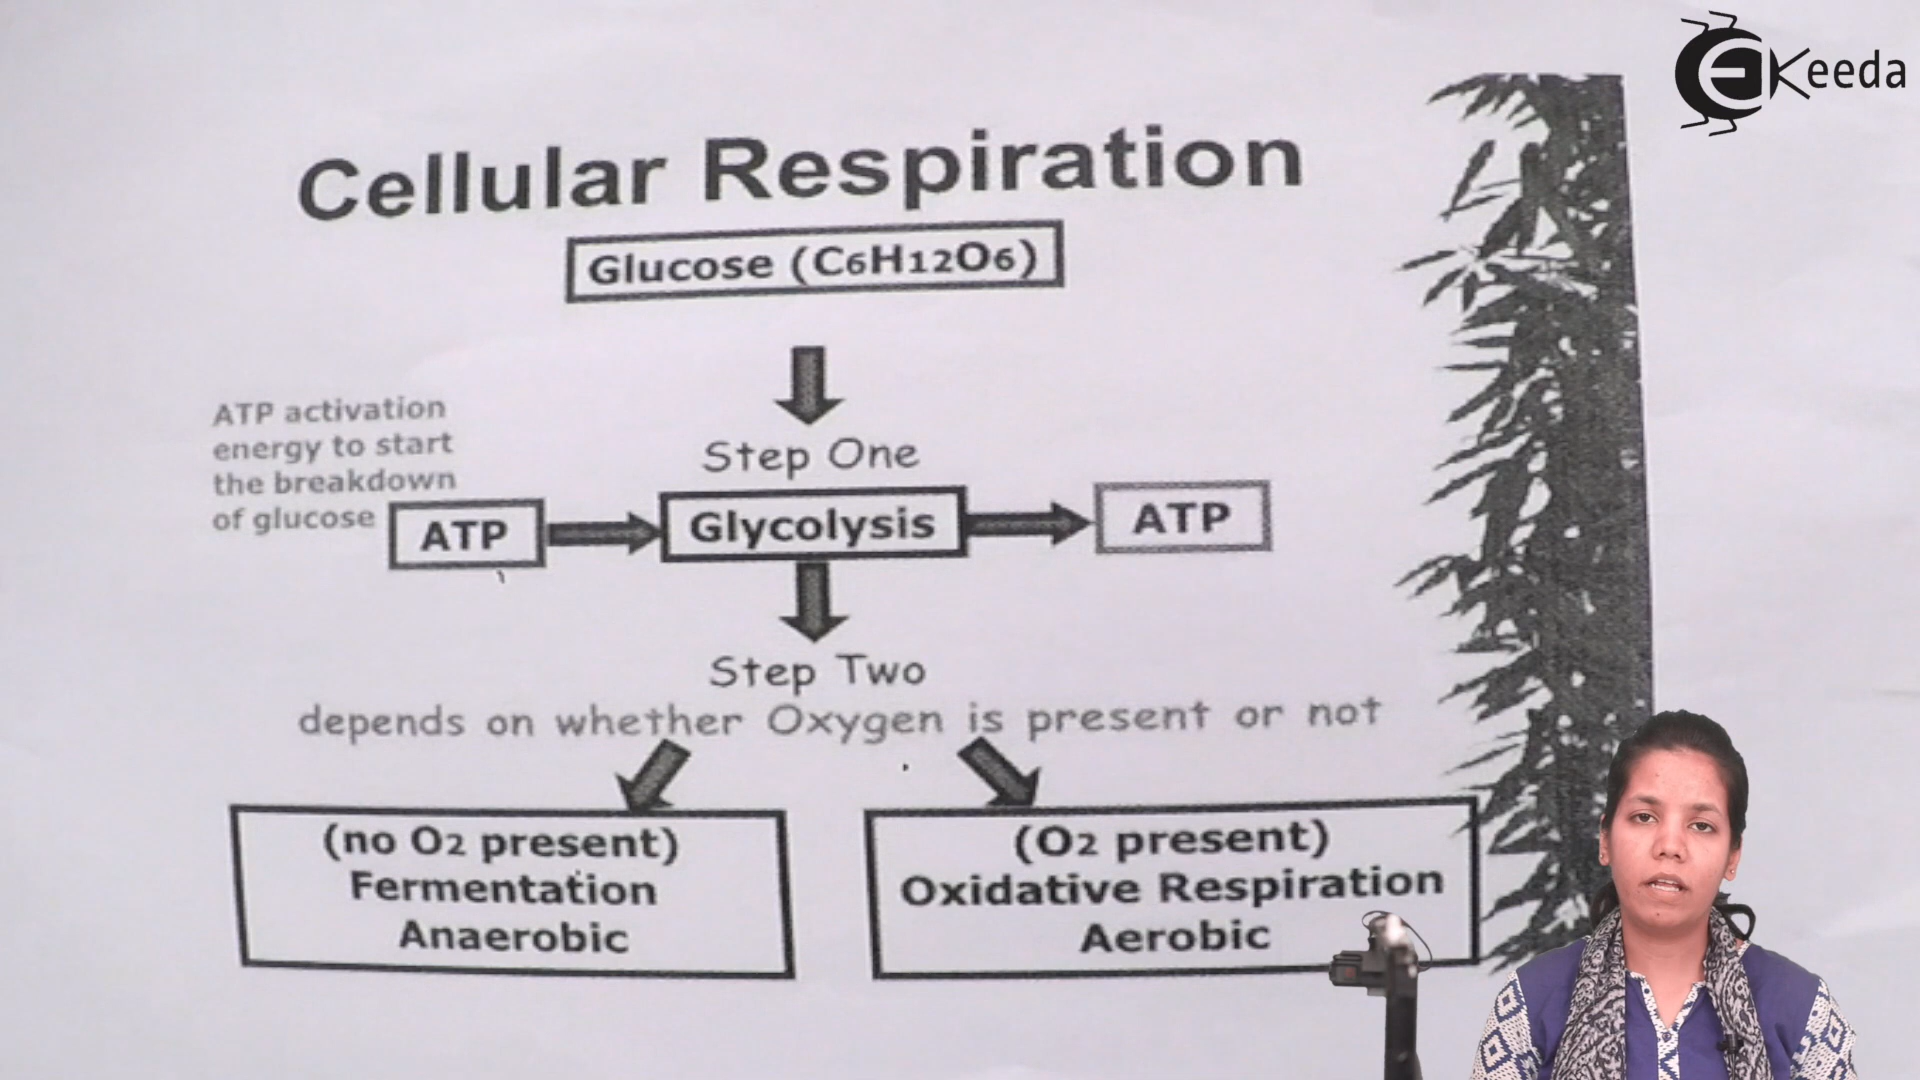 EKeeda
Cellular Respiration
Glucose (C6H12O6)
ATP activation
energy to start
the breakdown
of glucose
Step One
ATP
Glycolysis
ATP
Step Two
depends on whether Oxygen is present or not
(no O2 present)
Fermentation
Anaerobic
(O2 present)
Oxidative Respiration
Aerobic